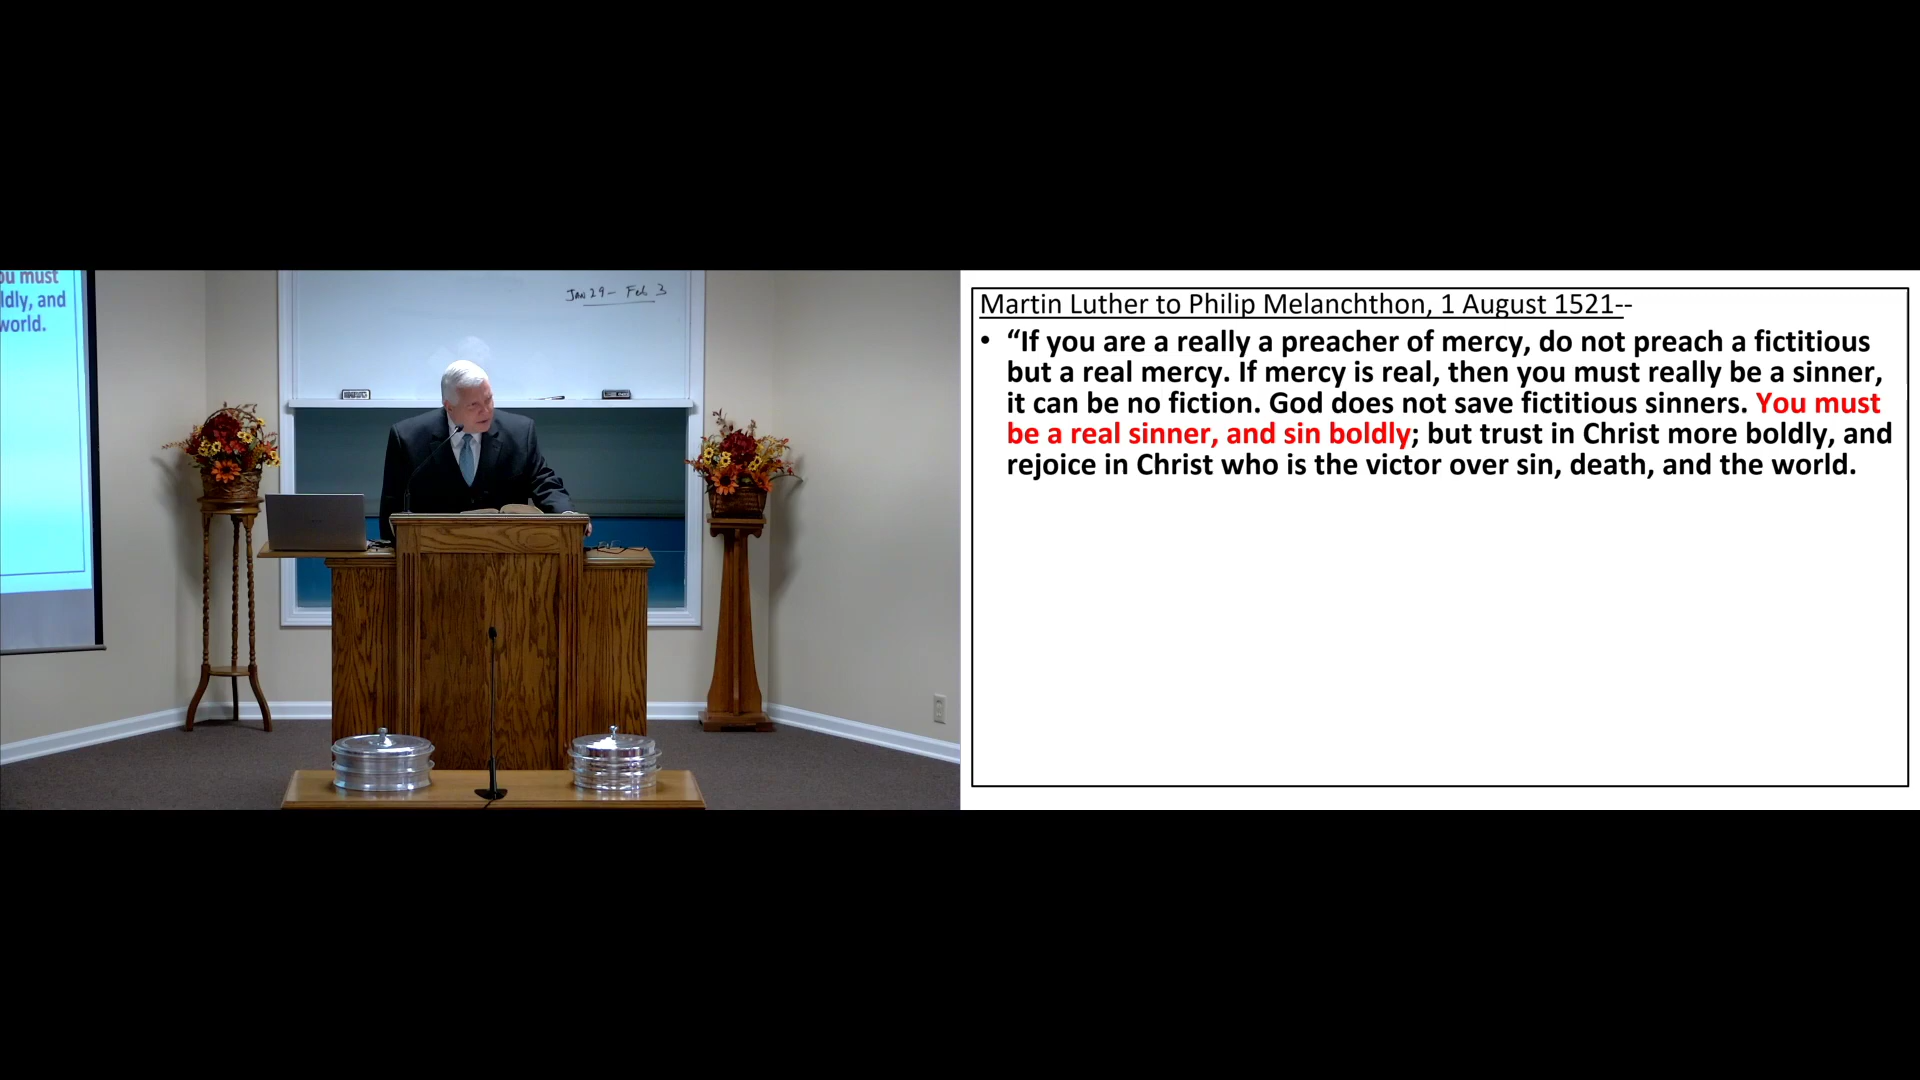 ou must
ldly, and
world.
Jan 29 - Feb 3
Martin Luther to Philip Melanchthon, 1 August 1521--
• “If you are a really a preacher of mercy, do not preach a fictitious
but a real mercy. If mercy is real, then you must really be a sinner,
it can be no fiction. God does not save fictitious sinners. You must
be a real sinner, and sin boldly; but trust in Christ more boldly, and
rejoice in Christ who is the victor over sin, death, and the world.